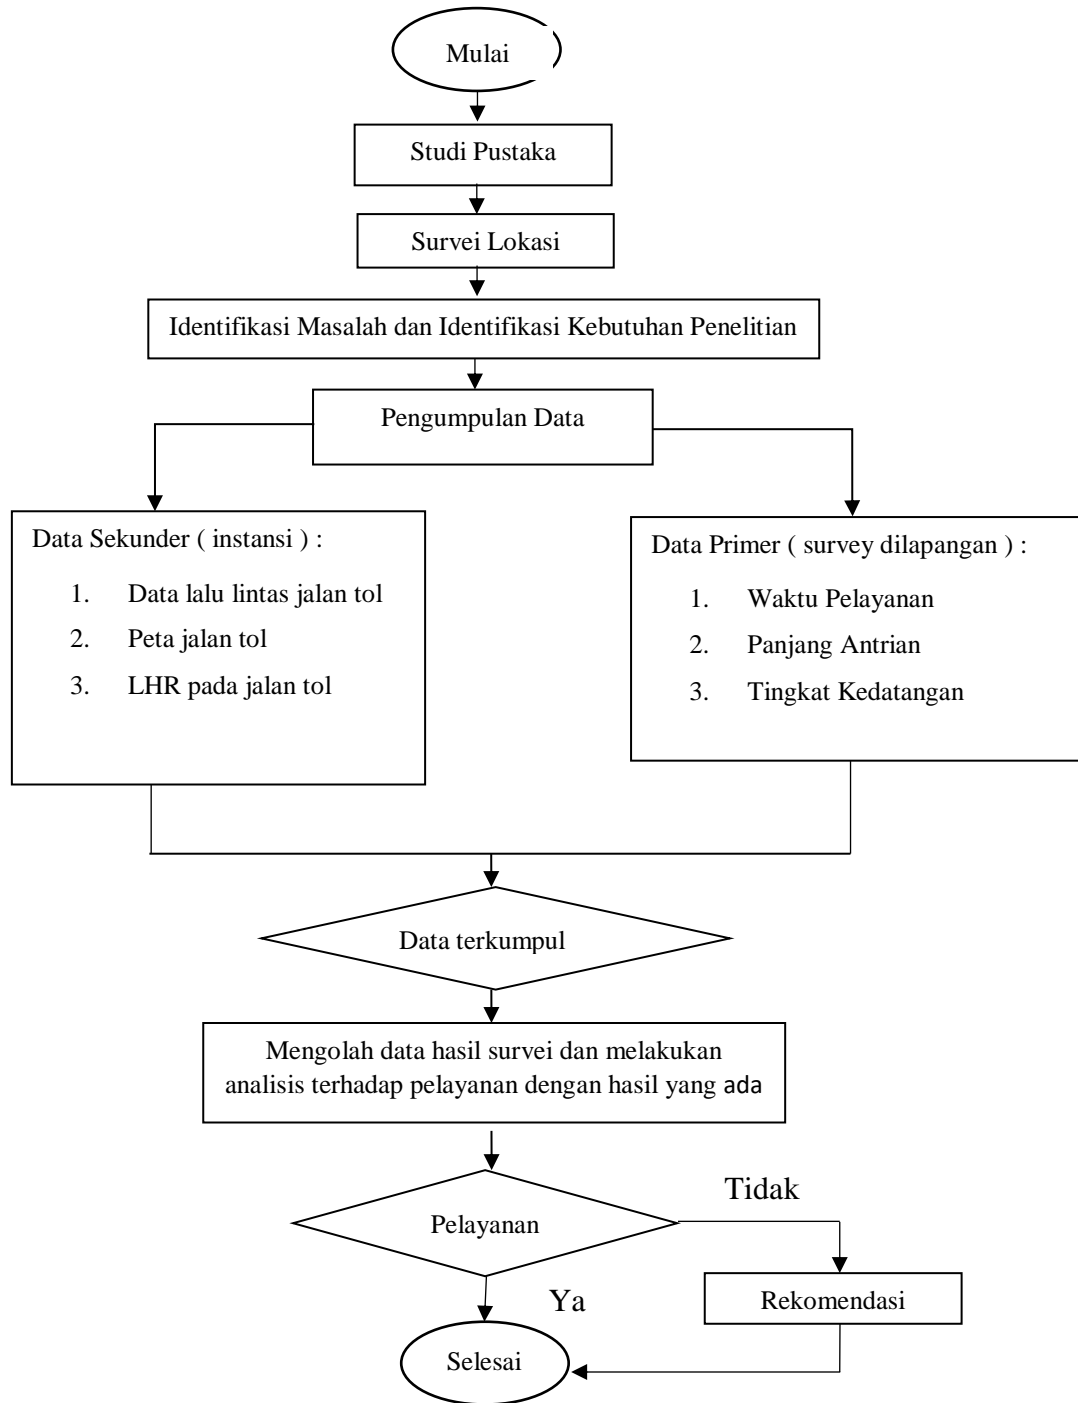 Mulai
Studi Pustaka
Survei Lokasi
Identifikasi Masalah dan Identifikasi Kebutuhan Penelitian
Pengumpulan Data
Data Sekunder ( instansi ) :
1. Data lalu lintas jalan tol
2. Peta jalan tol
3. LHR pada jalan tol
Data Primer ( survey dilapangan ) :
1. Waktu Pelayanan
2. Panjang Antrian
3. Tingkat Kedatangan
Data terkumpul
Mengolah data hasil survei dan melakukan
analisis terhadap pelayanan dengan hasil yang ada
Pelayanan
Tidak
Ya
Rekomendasi
Selesai